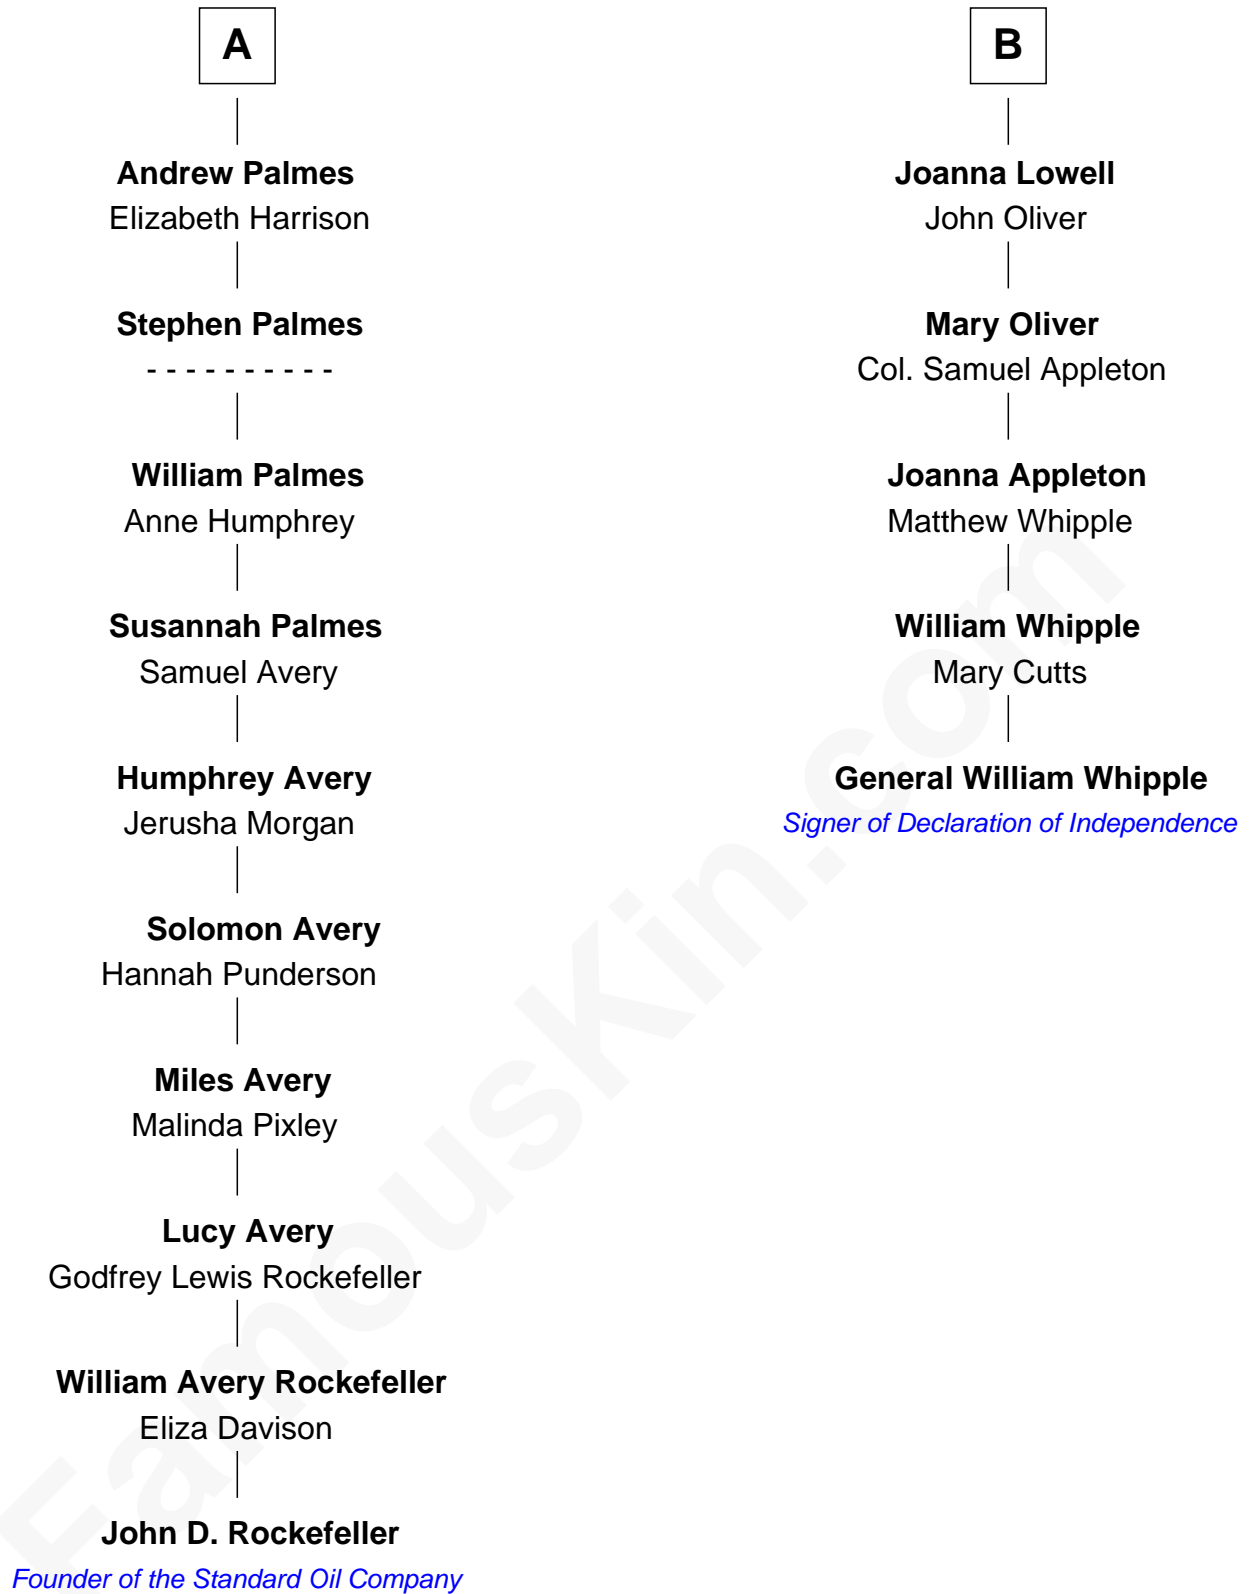 A
Andrew Palmes
Elizabeth Harrison
Stephen Palmes
- - - - - - - - - -
William Palmes
Anne Humphrey
Susannah Palmes
Samuel Avery
Humphrey Avery
Jerusha Morgan
Solomon Avery
Hannah Punderson
Miles Avery
Malinda Pixley
Lucy Avery
Godfrey Lewis Rockefeller
William Avery Rockefeller
Eliza Davison
John D. Rockefeller
Founder of the Standard Oil Company
B
Joanna Lowell
John Oliver
Mary Oliver
Col. Samuel Appleton
Joanna Appleton
Matthew Whipple
William Whipple
Mary Cutts
General William Whipple
Signer of Declaration of Independence
FamousKin.com